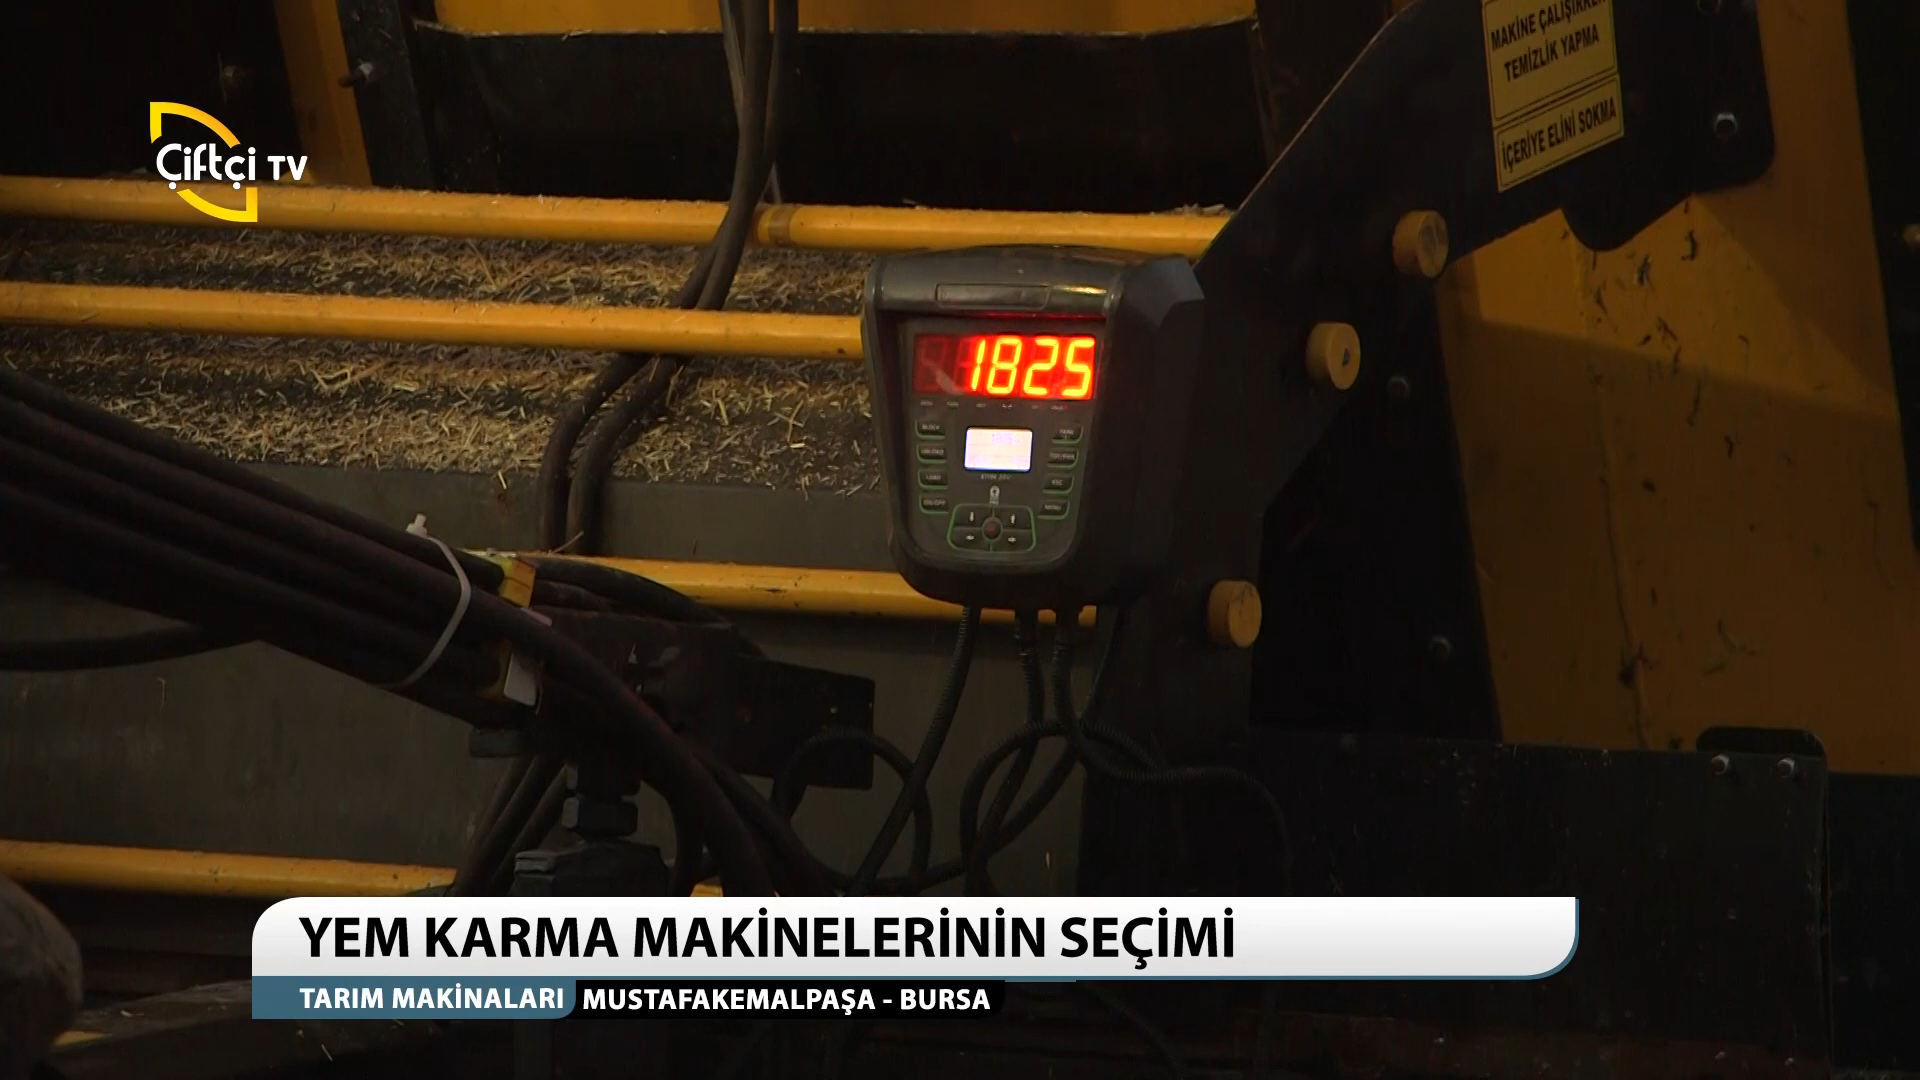 MAKİNE ÇALIŞIRKEN
TEMİZLİK YAPMA
İÇERİYE ELİNİ SOKMA
Çiftçi TV
1825
YEM KARMA MAKİNELERİNİN SEÇİMİ
TARIM MAKİNALARI
MUSTAFAKEMALPAŞA - BURSA